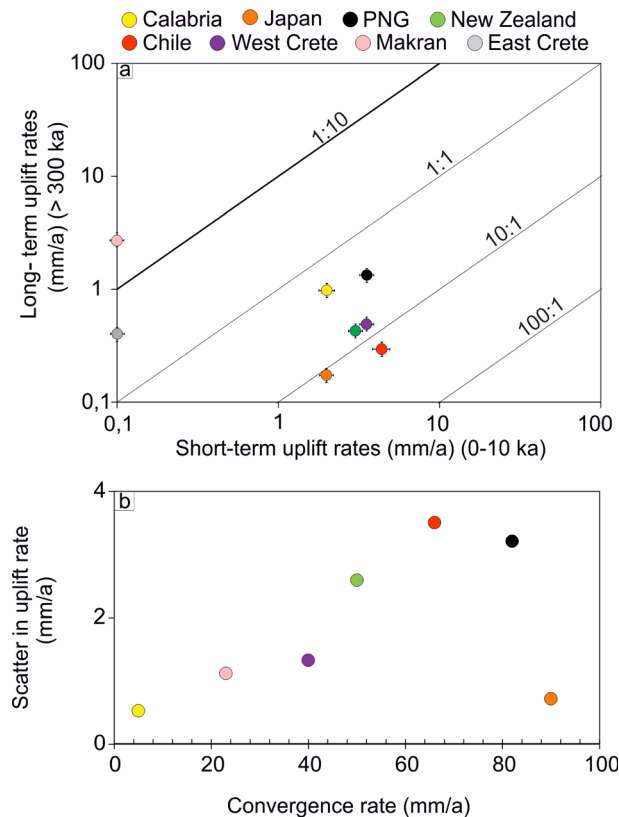 Calabria Japan PNG New Zealand
Chile West Crete Makran East Crete
a
100
10
1
0,1
Long- term uplift rates
(mm/a) (> 300 ka)
1:10
1:1
10:1
100:1
0,1 1 10 100
Short-term uplift rates (mm/a) (0-10 ka)
b
4
2
0
Scatter in uplift rate
(mm/a)
0 20 40 60 80 100
Convergence rate (mm/a)